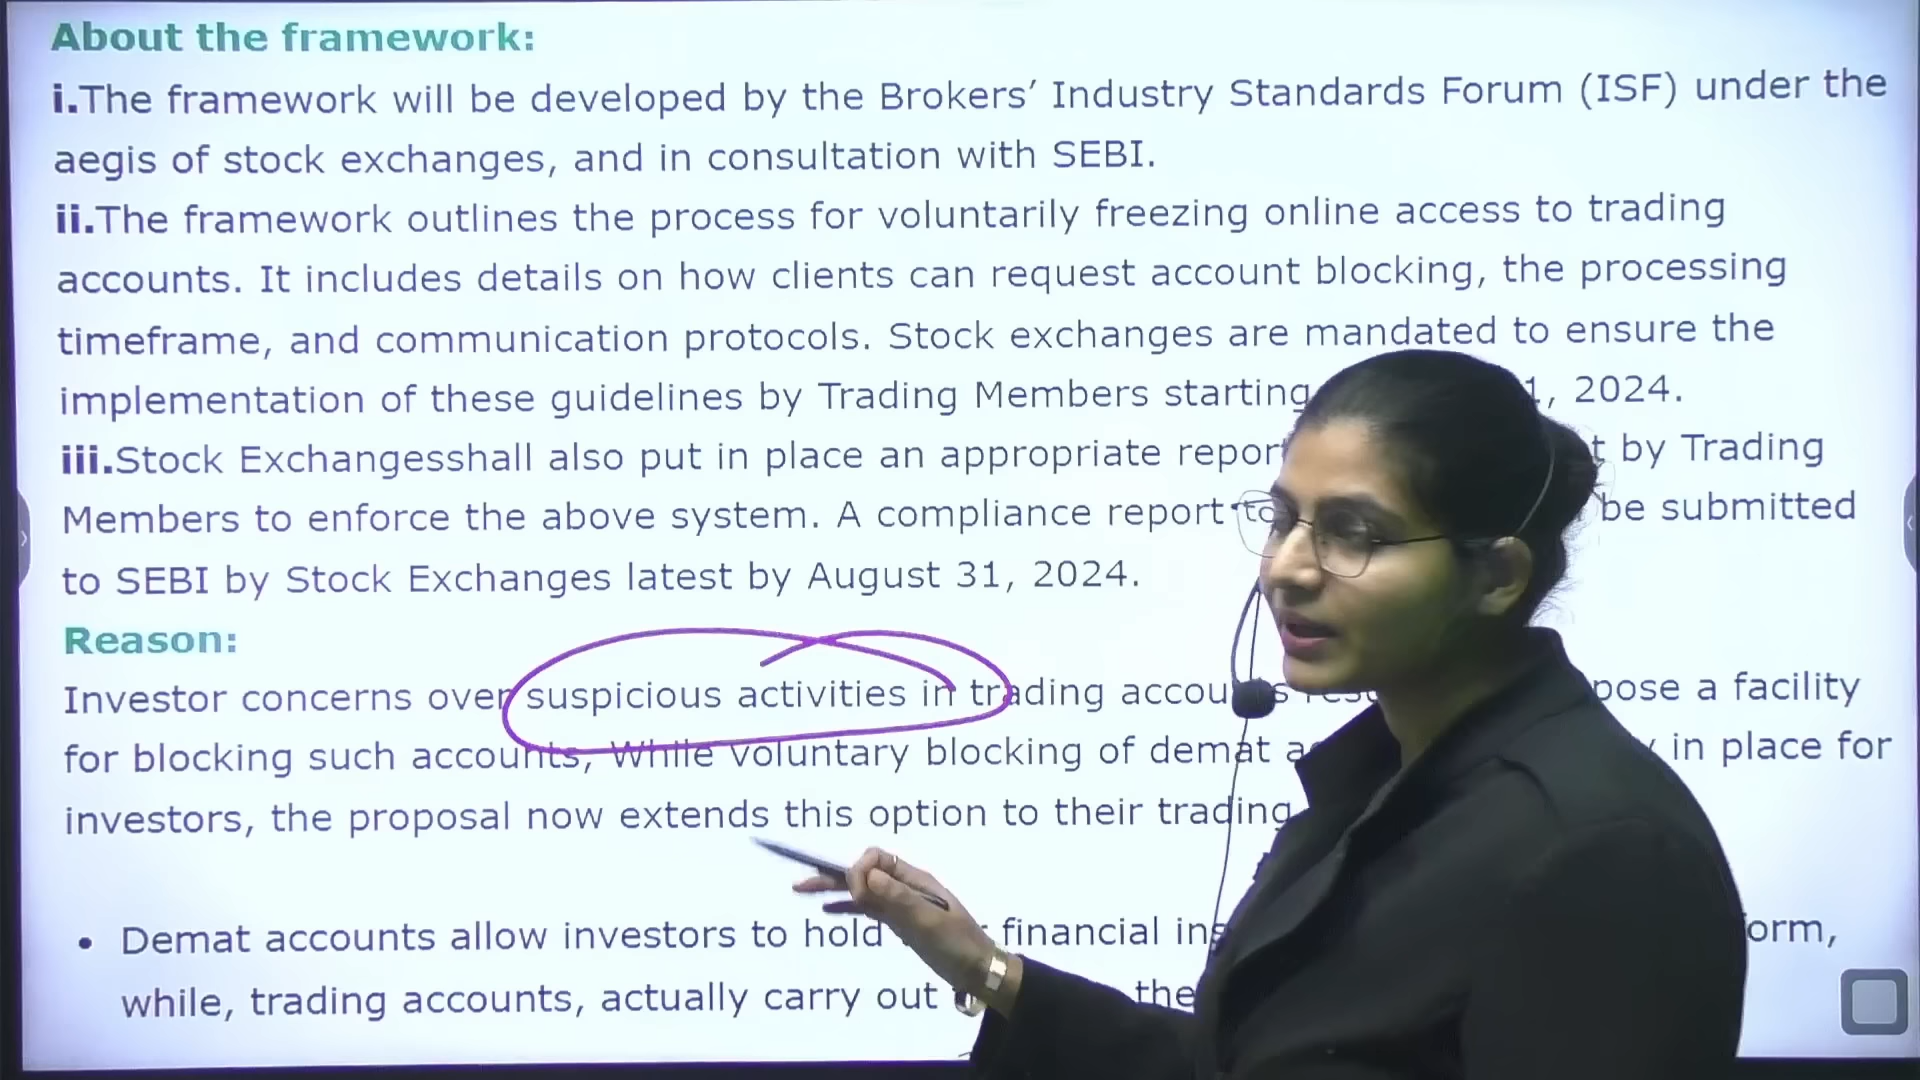 About the framework:
i.The framework will be developed by the Brokers’ Industry Standards Forum (ISF) under the
aegis of stock exchanges, and in consultation with SEBI.
ii.The framework outlines the process for voluntarily freezing online access to trading
accounts. It includes details on how clients can request account blocking, the processing
timeframe, and communication protocols. Stock exchanges are mandated to ensure the
implementation of these guidelines by Trading Members starting 1, 2024.
iii.Stock Exchangesshall also put in place an appropriate by Trading
Members to enforce the above system. A compliance report be submitted
to SEBI by Stock Exchanges latest by August 31, 2024.
Reason:
Investor concerns over suspicious activities in trading a facility
for blocking such accounts, While voluntary blocking of demat in place for
investors, the proposal now extends this option to their trading
• Demat accounts allow investors to hold financial
while, trading accounts, actually carry out the